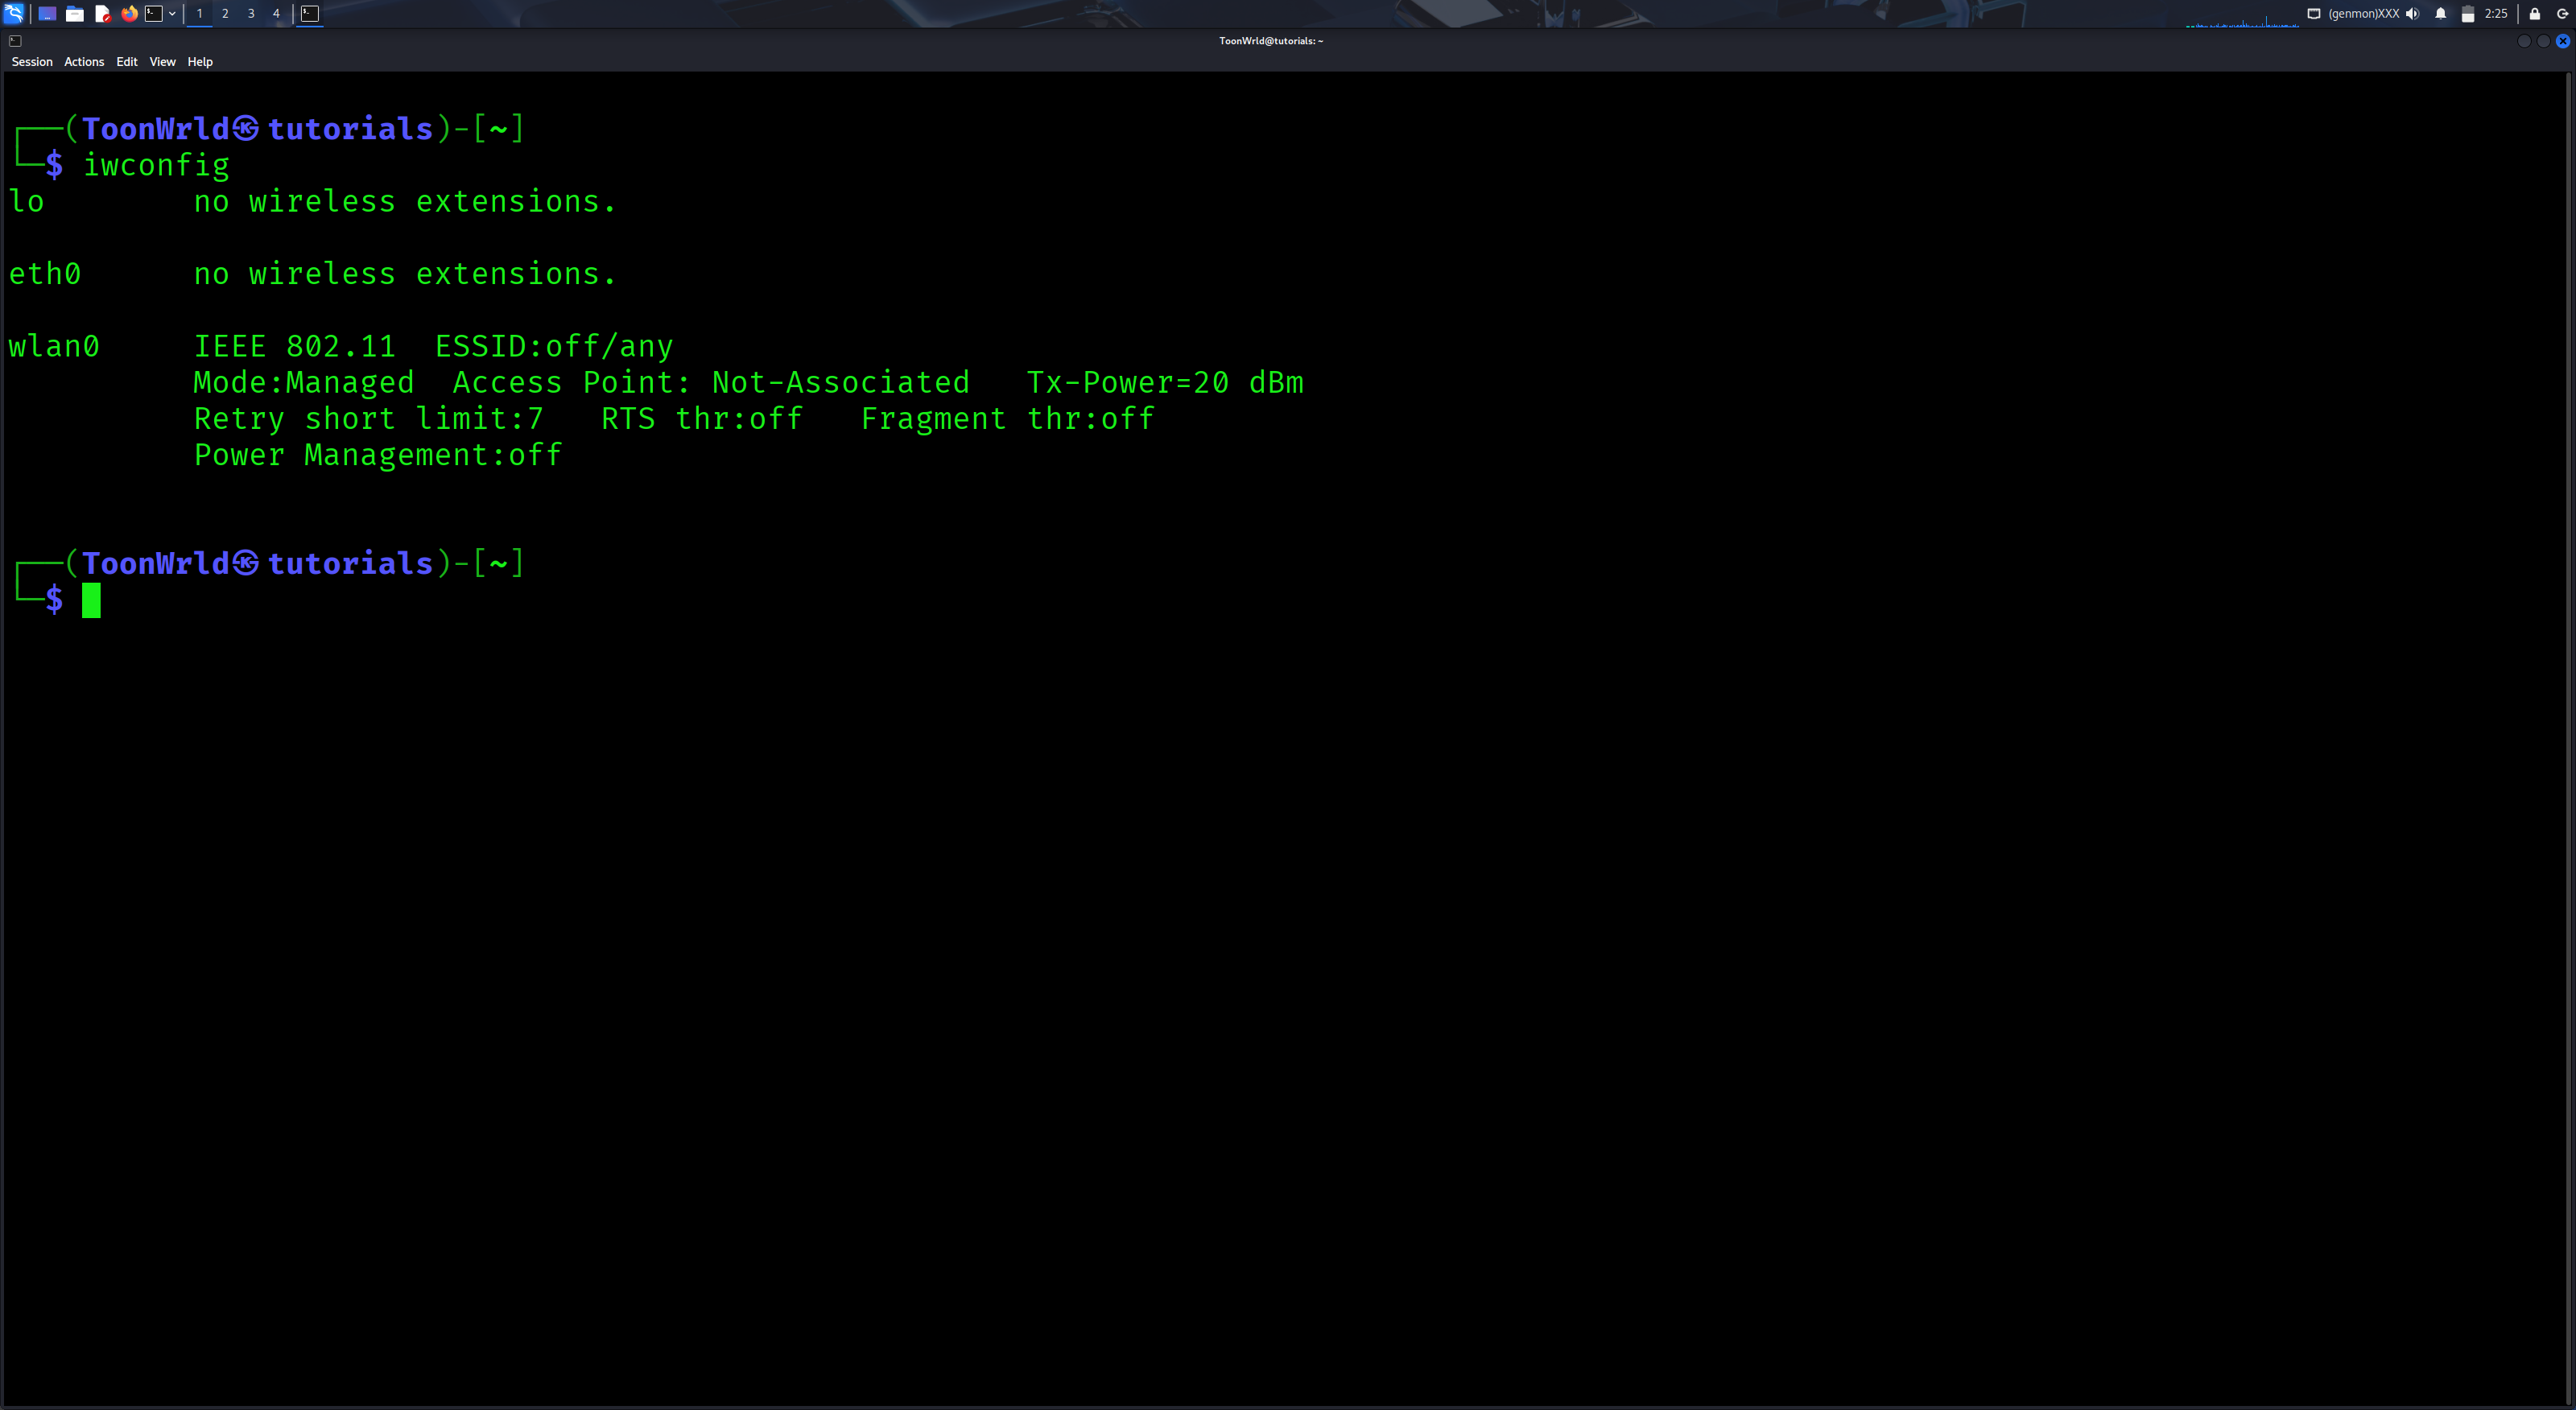 1 2 3 4 (genmon)XXX 2:25
ToonWrld@tutorials: ~
Session Actions Edit View Help
┌──(ToonWrld㉿tutorials)-[~]
└─$ iwconfig
lo        no wireless extensions.
eth0      no wireless extensions.
wlan0     IEEE 802.11  ESSID:off/any
          Mode:Managed  Access Point: Not-Associated   Tx-Power=20 dBm
          Retry short limit:7   RTS thr:off   Fragment thr:off
          Power Management:off
┌──(ToonWrld㉿tutorials)-[~]
└─$